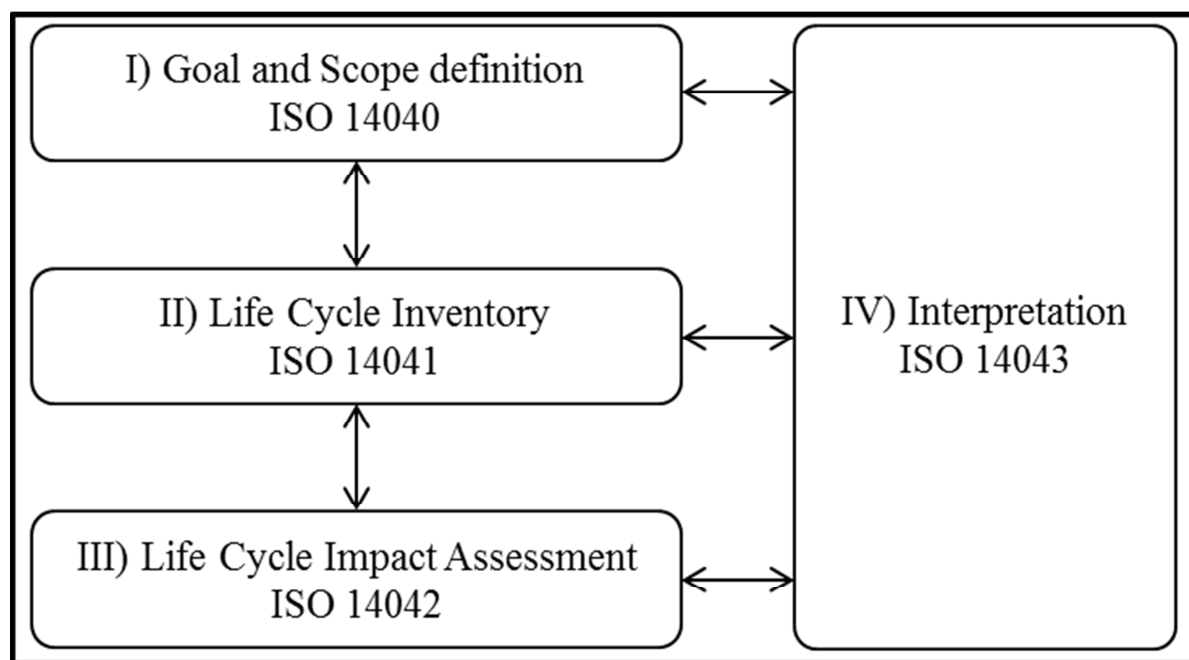 I) Goal and Scope definition
ISO 14040
II) Life Cycle Inventory
ISO 14041
III) Life Cycle Impact Assessment
ISO 14042
IV) Interpretation
ISO 14043